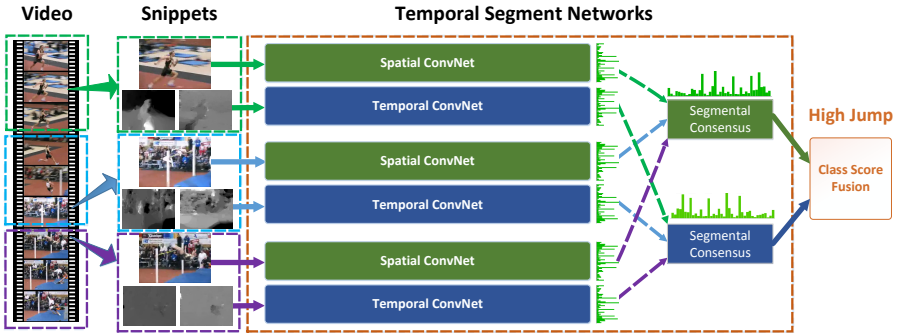 Video
Snippets
Temporal Segment Networks
Spatial ConvNet
Temporal ConvNet
Spatial ConvNet
Temporal ConvNet
Spatial ConvNet
Temporal ConvNet
Segmental
Consensus
Segmental
Consensus
High Jump
Class Score
Fusion